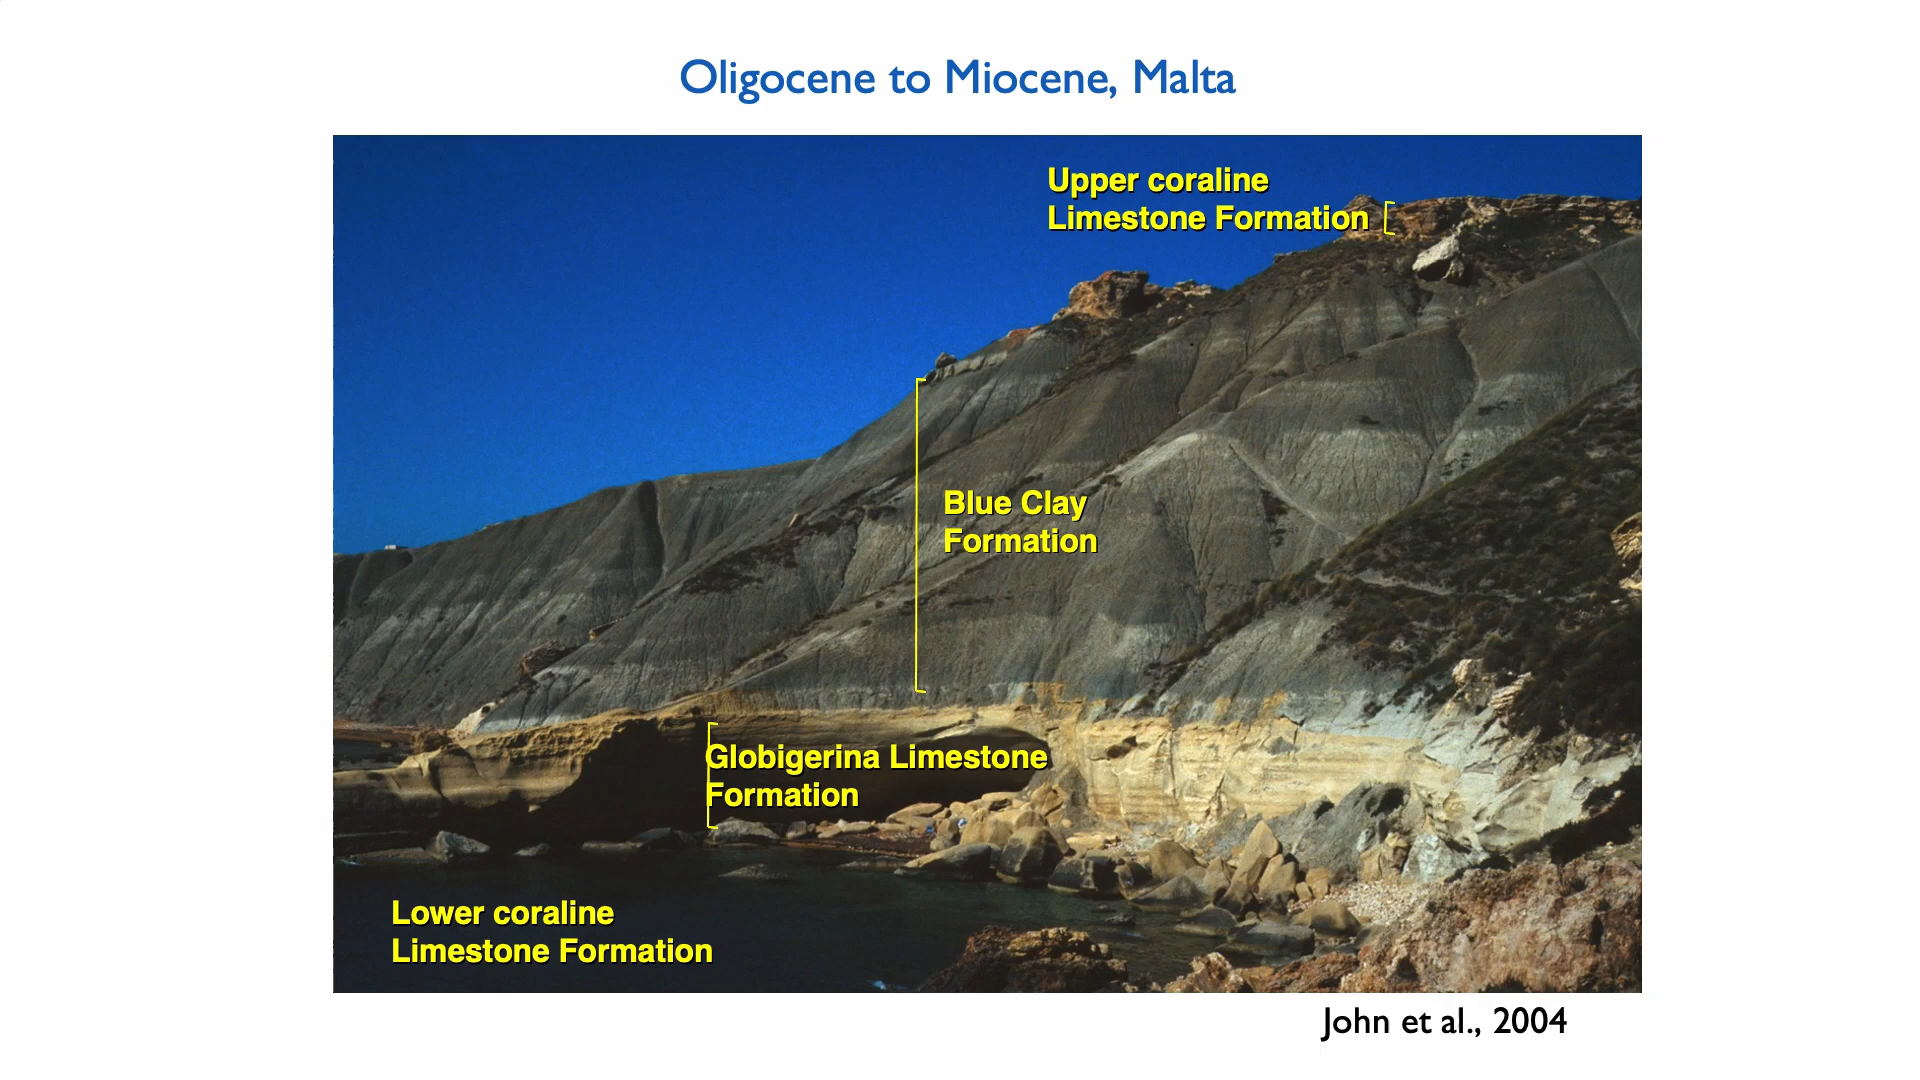 Oligocene to Miocene, Malta
Upper coraline
Limestone Formation
Blue Clay
Formation
Globigerina Limestone
Formation
Lower coraline
Limestone Formation
John et al., 2004